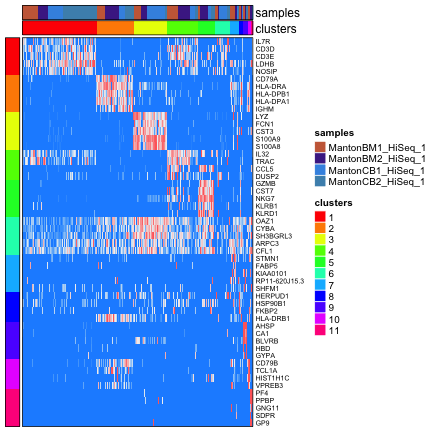 samples
clusters
IL7R
CD3D
CD3E
LDHB
NOSIP
CD79A
HLA-DRA
HLA-DPB1
HLA-DPA1
IGHM
LYZ
FCN1
CST3
S100A9
S100A8
IL32
TRAC
CCL5
DUSP2
GZMB
CST7
NKG7
KLRB1
KLRD1
OAZ1
CYBA
SH3BGRL3
ARPC3
CFL1
STMN1
FABP5
KIAA0101
RP11-620J15.3
SHFM1
HERPUD1
HSP90B1
FKBP2
HLA-DRB1
AHSP
CA1
BLVRB
HBD
GYPA
CD79B
TCL1A
HIST1H1C
VPREB3
PF4
PPBP
GNG11
SDPR
GP9
samples
MantonBM1_HiSeq_1
MantonBM2_HiSeq_1
MantonCB1_HiSeq_1
MantonCB2_HiSeq_1
clusters
1
2
3
4
5
6
7
8
9
10
11